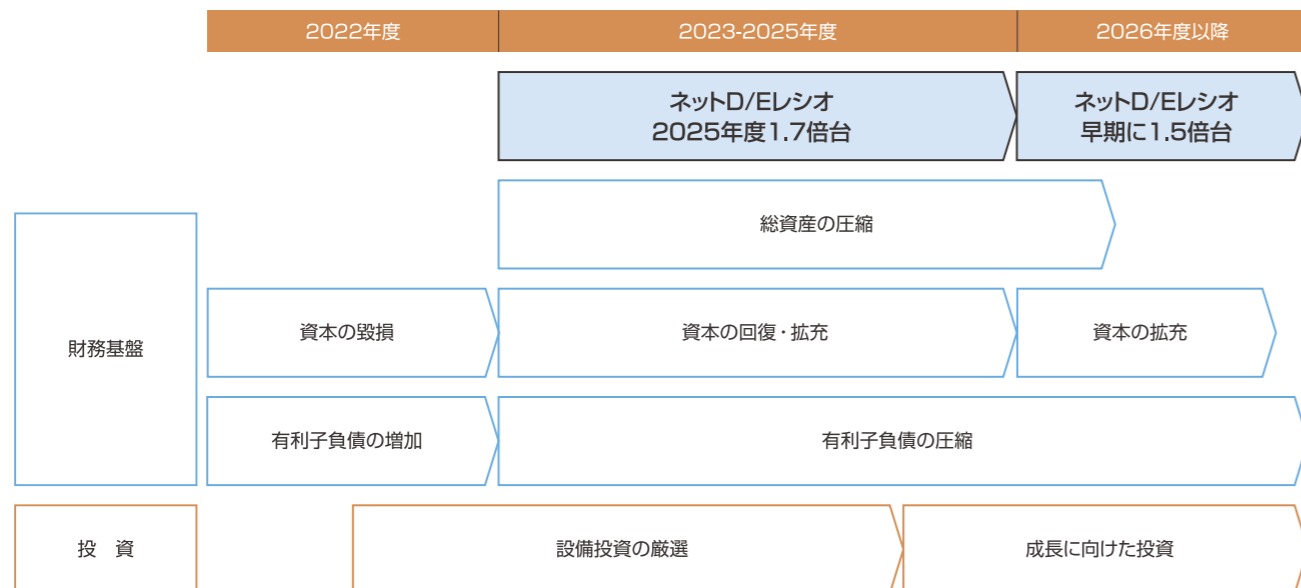 2022年度
2023-2025年度
2026年度以降
ネットD/Eレシオ
2025年度1.7倍台
ネットD/Eレシオ
早期に1.5倍台
総資産の圧縮
財務基盤
資本の毀損
資本の回復・拡充
資本の拡充
有利子負債の増加
有利子負債の圧縮
投　資
設備投資の厳選
成長に向けた投資